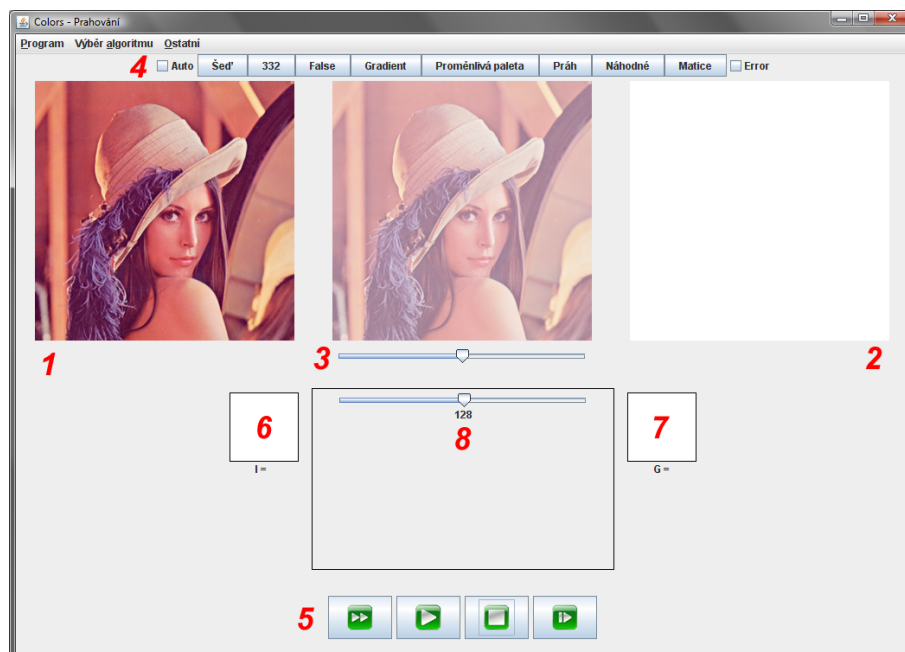 Colors - Prahování
Program Výběr algoritmu Ostatní
4 Auto Šeď' 332 False Gradient Proměnlivá paleta Práh Náhodné Matice Error
1 3 2
128
6 8 7
I = G =
5